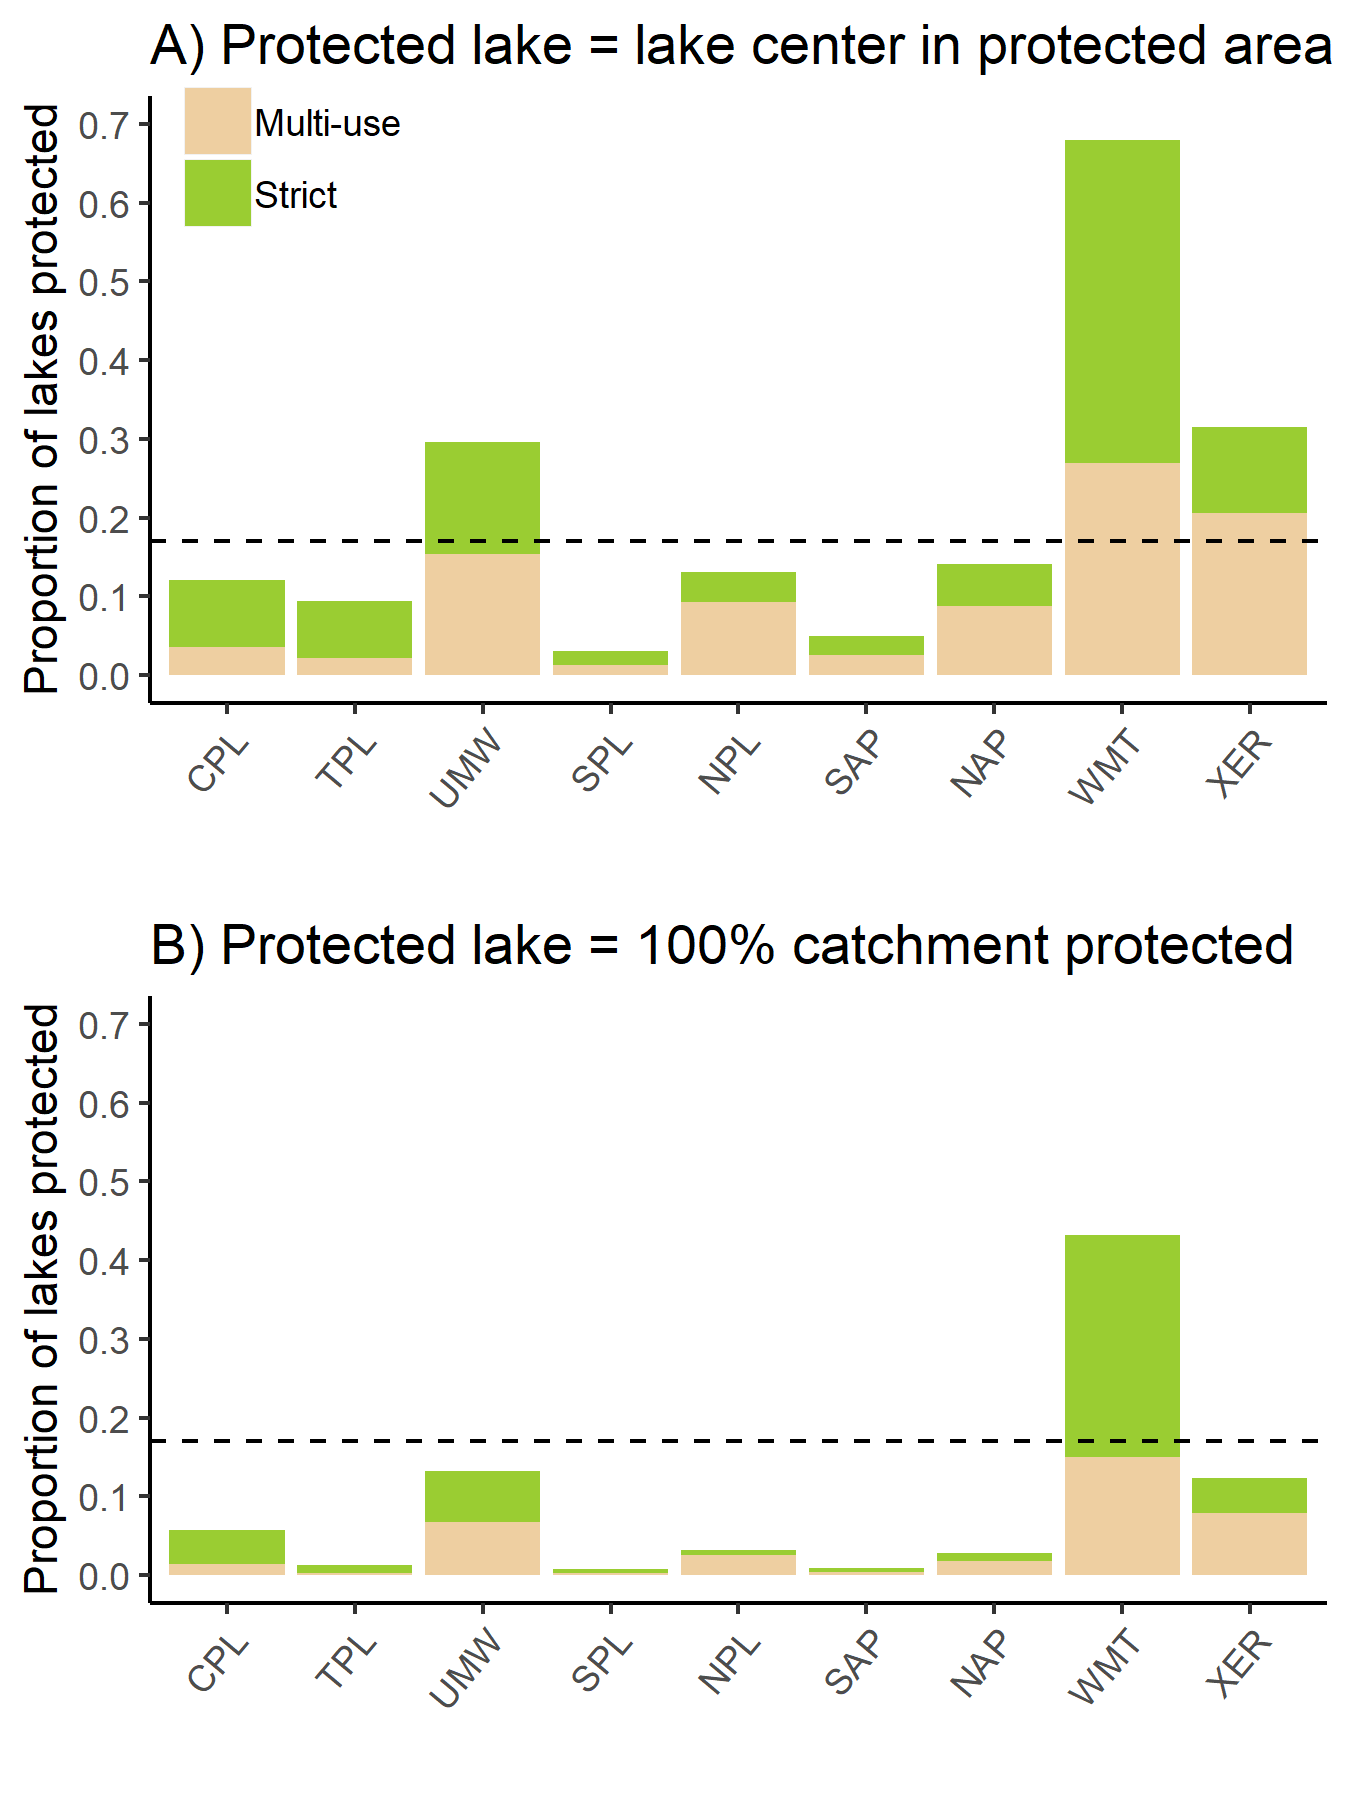 A) Protected lake = lake center in protected area
Proportion of lakes protected
Multi-use
Strict
0.7
0.6
0.5
0.4
0.3
0.2
0.1
0.0
CPL
TPL
UMW
SPL
NPL
SAP
NAP
WMT
XER
B) Protected lake = 100% catchment protected
Proportion of lakes protected
0.7
0.6
0.5
0.4
0.3
0.2
0.1
0.0
CPL
TPL
UMW
SPL
NPL
SAP
NAP
WMT
XER